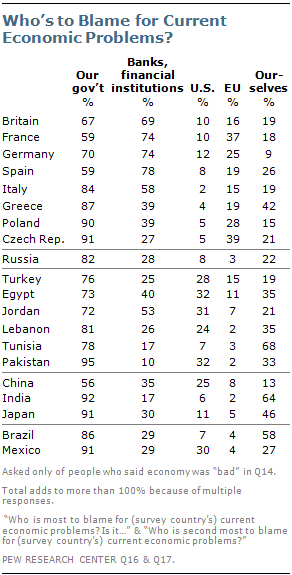 Who's to Blame for Current
Economic Problems?
Our gov't Banks, financial institutions U.S. EU Our-selves
% % % % %
Britain 67 69 10 16 19
France 59 74 10 37 18
Germany 70 74 12 25 9
Spain 59 78 8 19 26
Italy 84 58 2 15 19
Greece 87 39 4 19 42
Poland 90 39 5 28 15
Czech Rep. 91 27 5 39 21
Russia 82 28 8 3 22
Turkey 76 25 28 15 19
Egypt 73 40 32 11 35
Jordan 72 53 31 7 21
Lebanon 81 26 24 2 35
Tunisia 78 17 7 3 68
Pakistan 95 10 32 2 33
China 56 35 25 8 13
India 92 17 6 2 64
Japan 91 30 11 5 46
Brazil 86 29 7 4 58
Mexico 91 29 30 4 27
Asked only of people who said economy was "bad" in Q14.
Total adds to more than 100% because of multiple
responses.
"Who is most to blame for (survey country's) current
economic problems? Is it…" & "Who is second most to blame
for (survey country's) current economic problems?"
PEW RESEARCH CENTER Q16 & Q17.